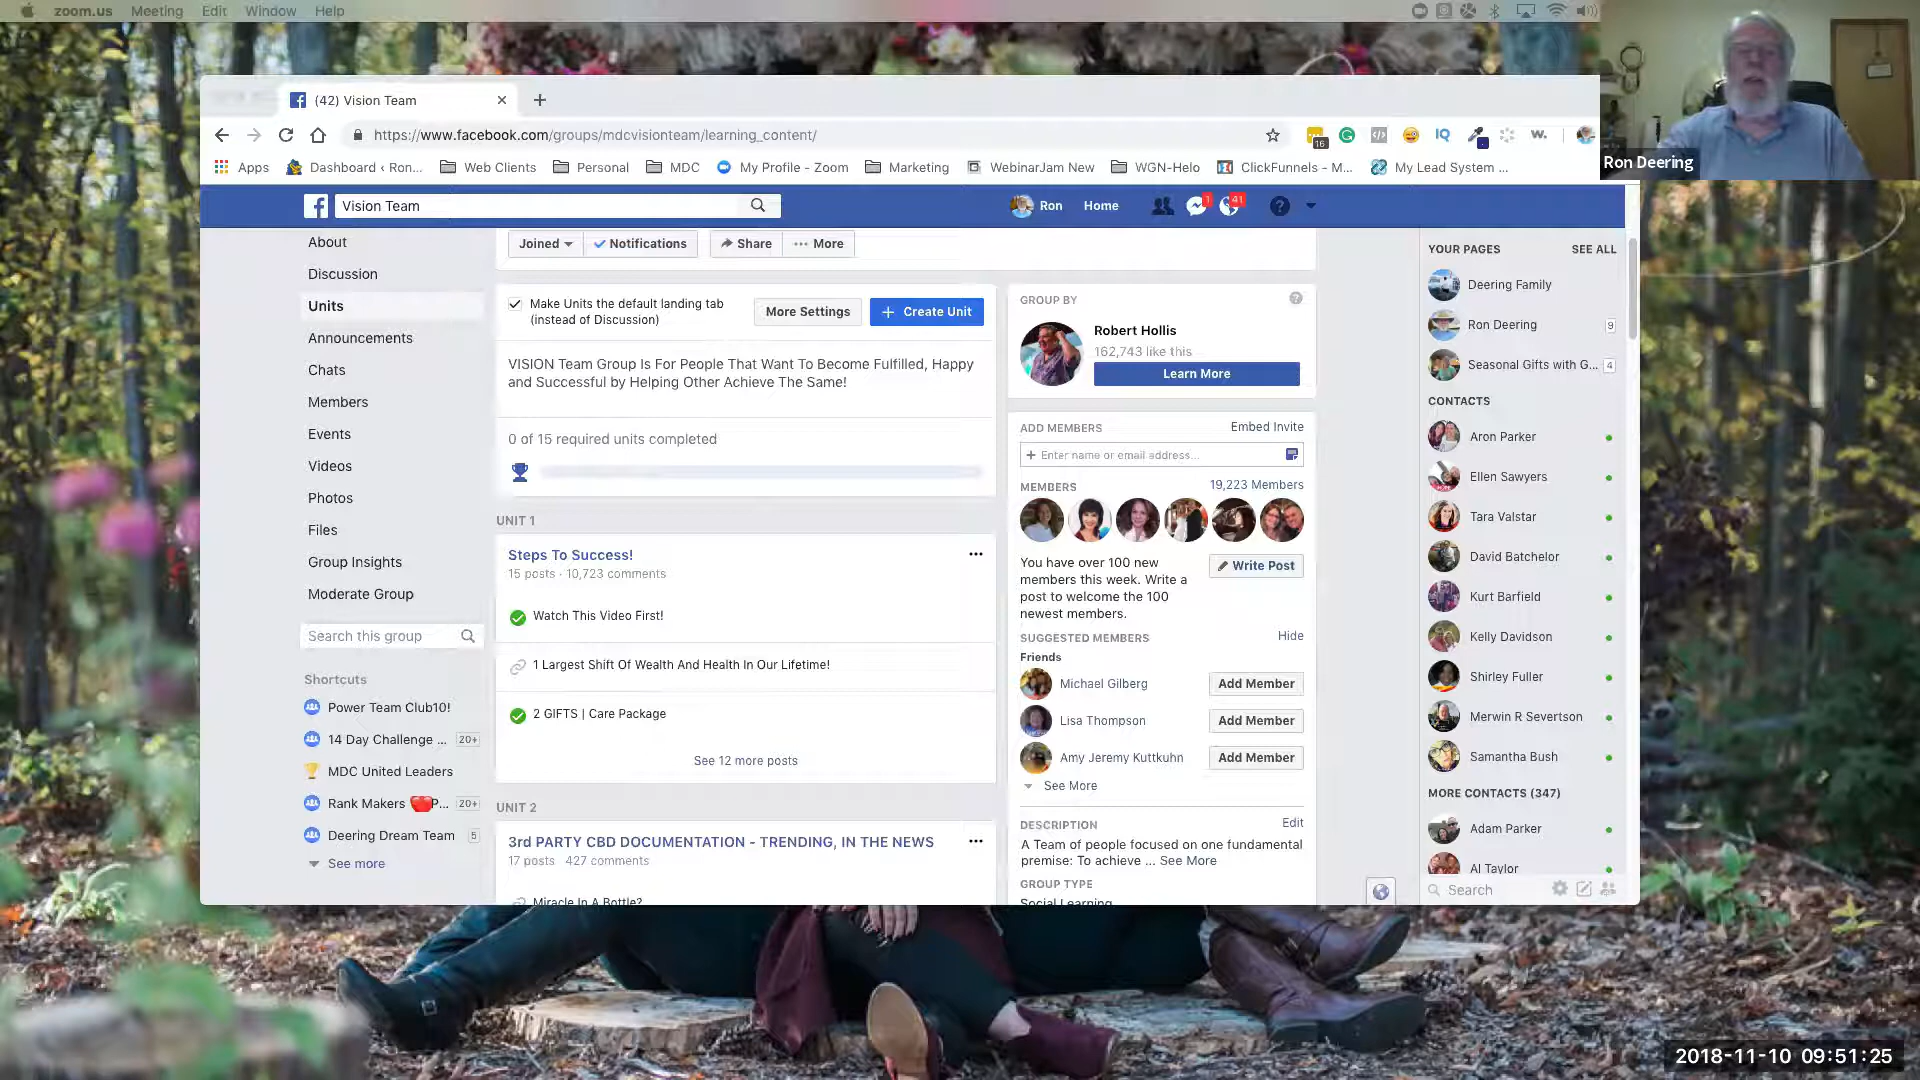 zoom.us Meeting Edit Window Help
Ron Deering
(42) Vision Team
https://www.facebook.com/groups/mdcvisionteam/learning_content/
16
IQ
W.
Apps Dashboard ‹ Ron... Web Clients Personal MDC My Profile - Zoom Marketing WebinarJam New WGN-Helo ClickFunnels - M... My Lead System ...
Vision Team
Ron Home 1 41
About
Discussion
Units
Announcements
Chats
Members
Events
Videos
Photos
Files
Group Insights
Moderate Group
Search this group
Shortcuts
Power Team Club10!
14 Day Challenge ... 20+
MDC United Leaders
Rank Makers ❤️P... 20+
Deering Dream Team 5
See more
Joined Notifications Share More
Make Units the default landing tab
(instead of Discussion)
More Settings
+ Create Unit
VISION Team Group Is For People That Want To Become Fulfilled, Happy
and Successful by Helping Other Achieve The Same!
0 of 15 required units completed
UNIT 1
Steps To Success!
15 posts · 10,723 comments
Watch This Video First!
1 Largest Shift Of Wealth And Health In Our Lifetime!
2 GIFTS | Care Package
See 12 more posts
UNIT 2
3rd PARTY CBD DOCUMENTATION - TRENDING, IN THE NEWS
17 posts · 427 comments
Miracle In A Bottle?
GROUP BY
Robert Hollis
162,743 like this
Learn More
ADD MEMBERS Embed Invite
+ Enter name or email address...
MEMBERS 19,223 Members
You have over 100 new
members this week. Write a
post to welcome the 100
newest members.
Write Post
SUGGESTED MEMBERS Hide
Friends
Michael Gilberg Add Member
Lisa Thompson Add Member
Amy Jeremy Kuttkuhn Add Member
See More
DESCRIPTION Edit
A Team of people focused on one fundamental
premise: To achieve ... See More
GROUP TYPE
Social Learning
YOUR PAGES SEE ALL
Deering Family
Ron Deering 9
Seasonal Gifts with G... 4
CONTACTS
Aron Parker
Ellen Sawyers
Tara Valstar
David Batchelor
Kurt Barfield
Kelly Davidson
Shirley Fuller
Merwin R Severtson
Samantha Bush
MORE CONTACTS (347)
Adam Parker
Al Taylor
Search
2018-11-10 09:51:25